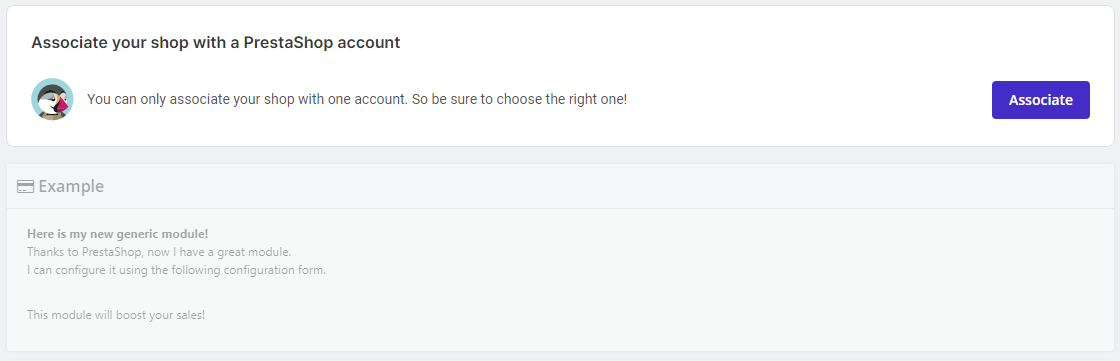 Associate your shop with a PrestaShop account
You can only associate your shop with one account. So be sure to choose the right one!
Associate
Example
Here is my new generic module!
Thanks to PrestaShop, now I have a great module.
I can configure it using the following configuration form.
This module will boost your sales!